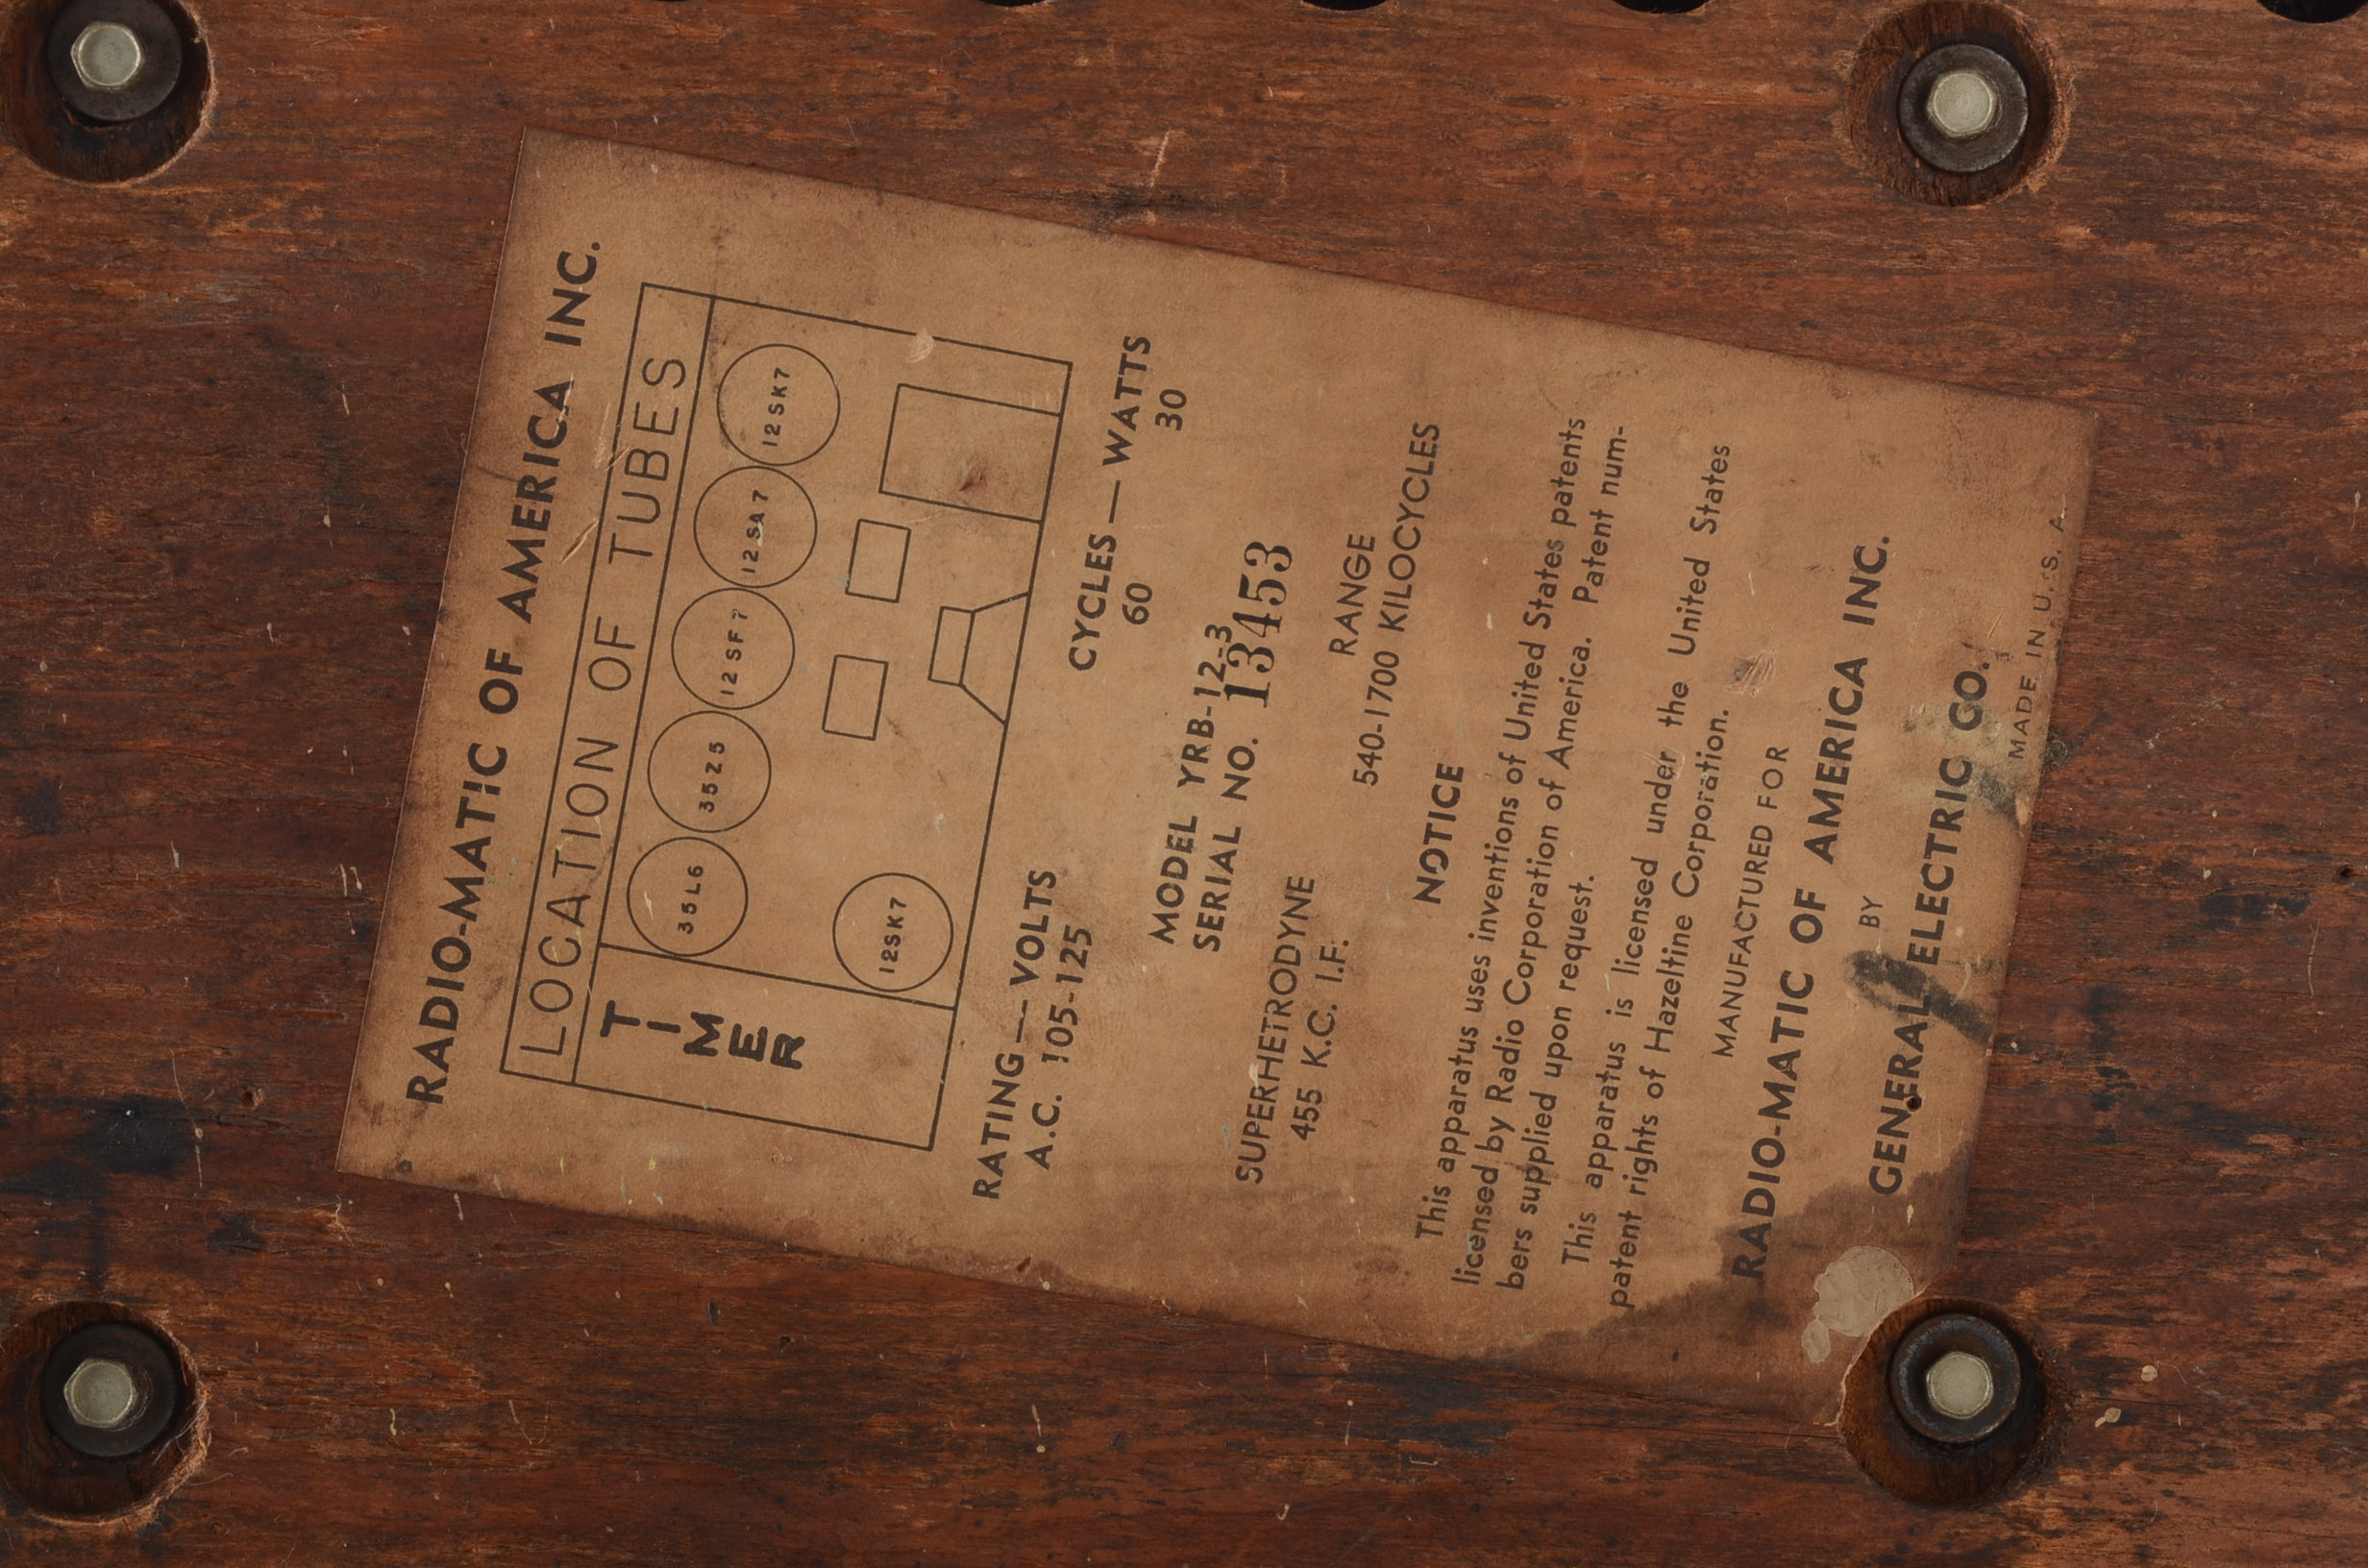 RADIO-MATIC OF AMERICA INC.
LOCATION OF TUBES
TIMER
35L6
35Z5
12SF7
12SA7
12SK7
12SK7
RATING—VOLTS
A.C. 105-125
CYCLES — WATTS
60 30
MODEL YRB-12-3
SERIAL NO. 13453
SUPERHETRODYNE
455 K.C. I.F.
RANGE
540-1700 KILOCYCLES
NOTICE
This apparatus uses inventions of United States patents
licensed by Radio Corporation of America. Patent num-
bers supplied upon request.
This apparatus is licensed under the United States
patent rights of Hazeltine Corporation.
MANUFACTURED FOR
RADIO-MATIC OF AMERICA INC.
BY
GENERAL ELECTRIC CO.
MADE IN U.S.A.